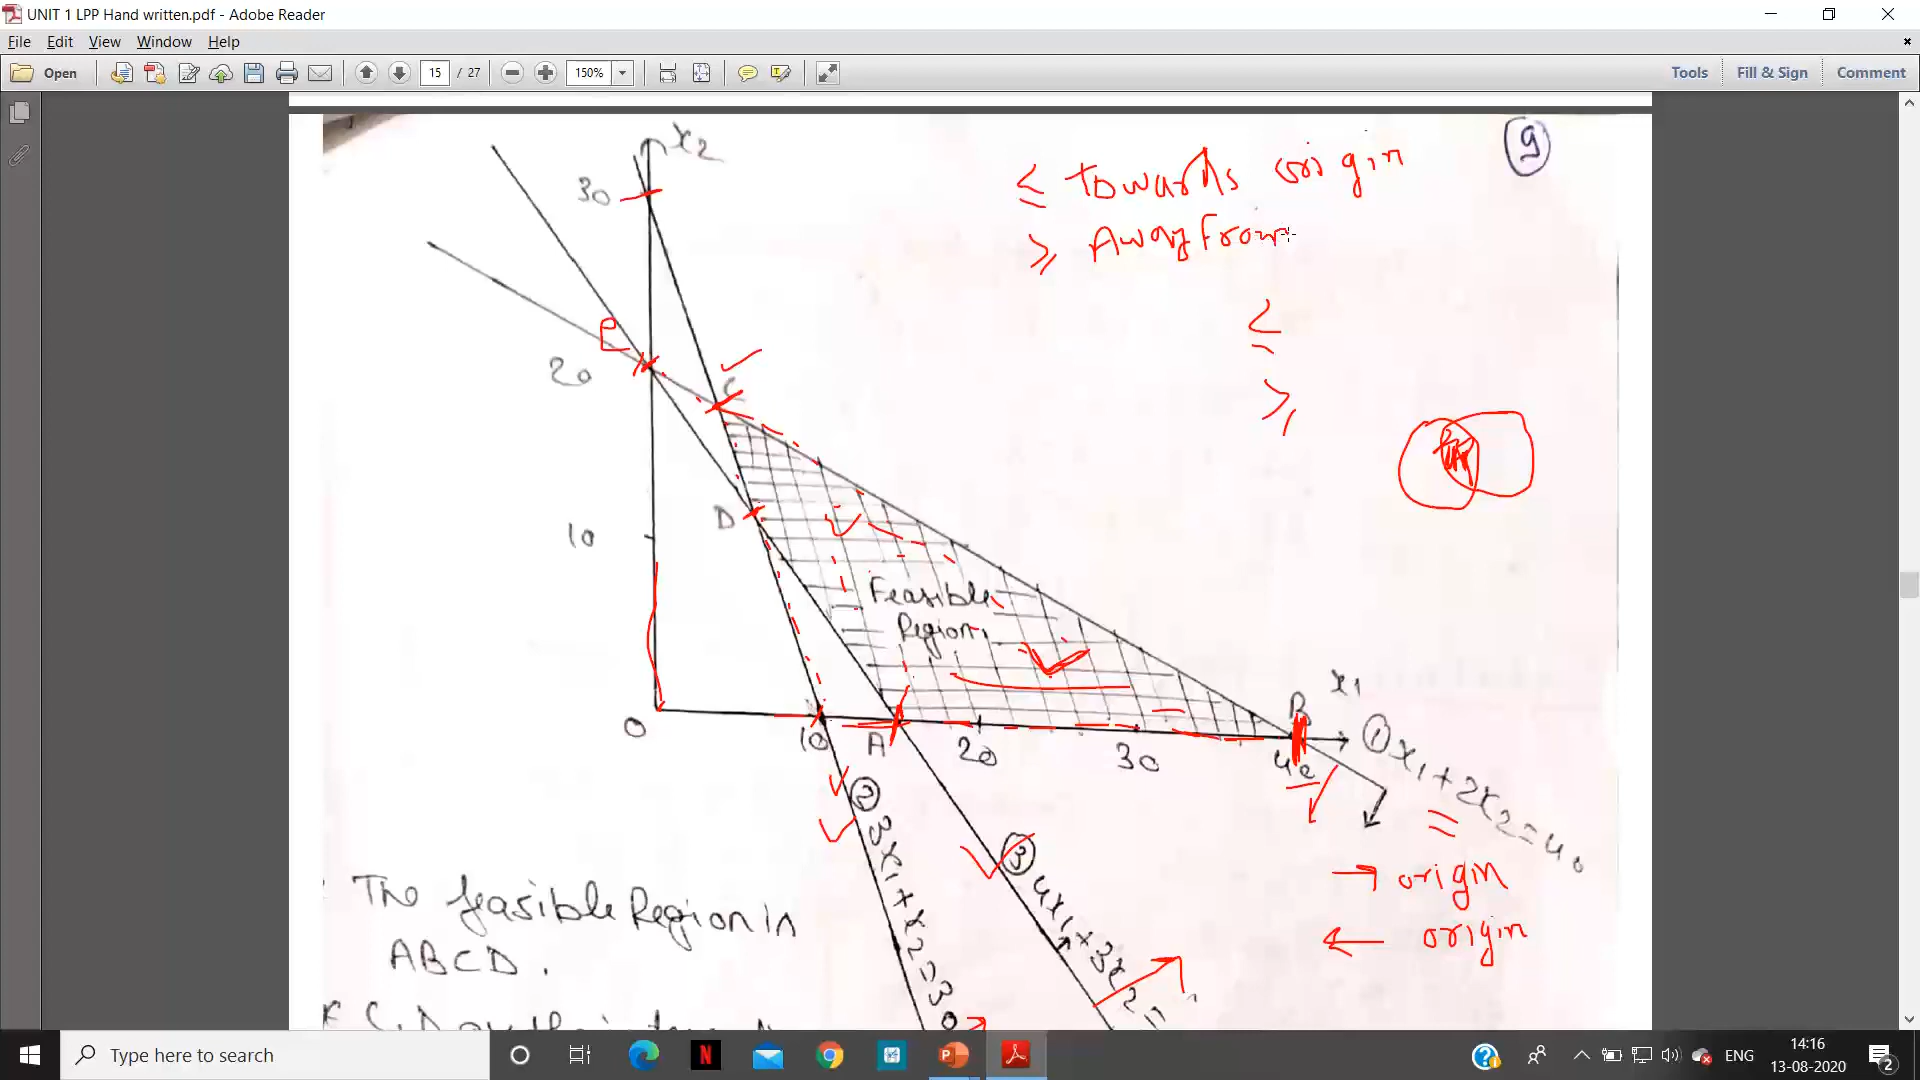 UNIT 1 LPP Hand written.pdf - Adobe Reader
File Edit View Window Help
Open 15 / 27 150% Tools Fill & Sign Comment
9
x2
≤ Towards origin
30
≥ Away From
≤
E
20
C
≥
D
10
Feasible
Region
B x1
0 10 A 20 30 40
① x1+2x2=40
② 3x1+x2=30
③ 4x1+3x2=
→ origin
← origin
The feasible Region in
ABCD.
Type here to search
ENG
14:16
13-08-2020
2